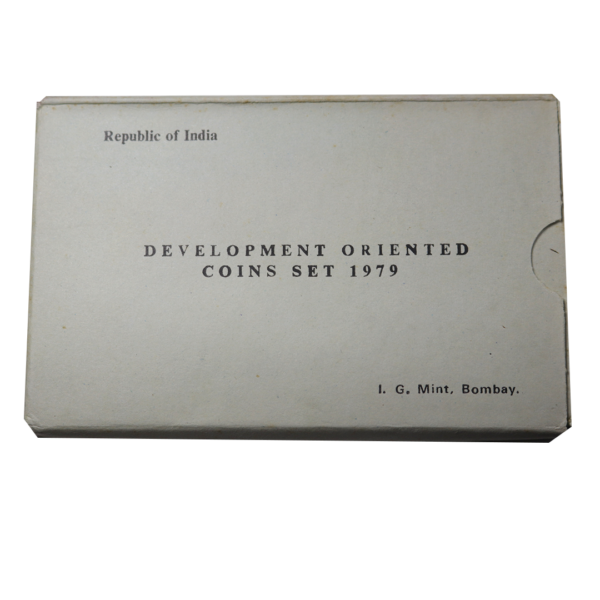 Republic of India
DEVELOPMENT ORIENTED
COINS SET 1979
I. G. Mint, Bombay.